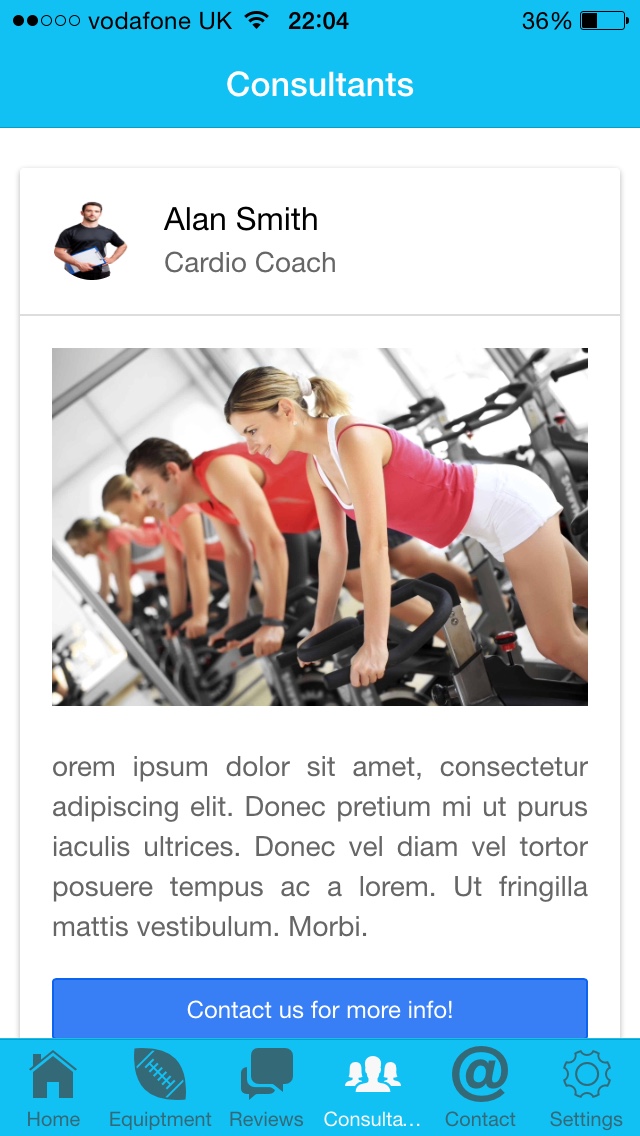 vodafone UK 22:04 36%
Consultants
Alan Smith
Cardio Coach
orem ipsum dolor sit amet, consectetur
adipiscing elit. Donec pretium mi ut purus
iaculis ultrices. Donec vel diam vel tortor
posuere tempus ac a lorem. Ut fringilla
mattis vestibulum. Morbi.
Contact us for more info!
Home Equiptment Reviews Consulta... Contact Settings